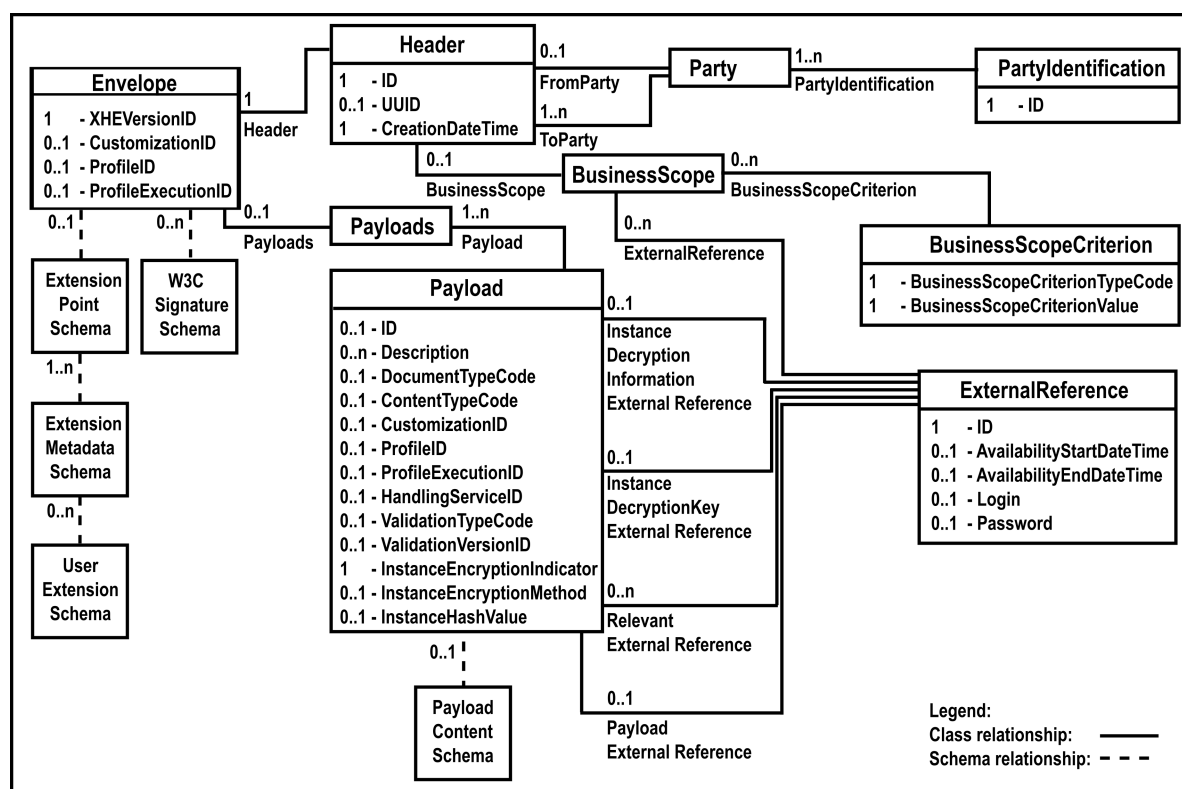 Envelope
1 - XHEVersionID
0..1 - CustomizationID
0..1 - ProfileID
0..1 - ProfileExecutionID
1
Header
Header
1 - ID
0..1 - UUID
1 - CreationDateTime
0..1
FromParty
1..n
ToParty
Party
1..n
PartyIdentification
PartyIdentification
1 - ID
0..1
BusinessScope
BusinessScope
0..n
BusinessScopeCriterion
0..n
ExternalReference
BusinessScopeCriterion
1 - BusinessScopeCriterionTypeCode
1 - BusinessScopeCriterionValue
0..1
0..n
0..1
Payloads
Payloads
1..n
Payload
Extension
Point
Schema
W3C
Signature
Schema
1..n
Extension
Metadata
Schema
0..n
User
Extension
Schema
Payload
0..1 - ID
0..n - Description
0..1 - DocumentTypeCode
0..1 - ContentTypeCode
0..1 - CustomizationID
0..1 - ProfileID
0..1 - ProfileExecutionID
0..1 - HandlingServiceID
0..1 - ValidationTypeCode
0..1 - ValidationVersionID
1 - InstanceEncryptionIndicator
0..1 - InstanceEncryptionMethod
0..1 - InstanceHashValue
0..1
Instance
Decryption
Information
External Reference
0..1
Instance
DecryptionKey
External Reference
0..n
Relevant
External Reference
0..1
Payload
External Reference
0..1
Payload
Content
Schema
ExternalReference
1 - ID
0..1 - AvailabilityStartDateTime
0..1 - AvailabilityEndDateTime
0..1 - Login
0..1 - Password
Legend:
Class relationship:
Schema relationship: